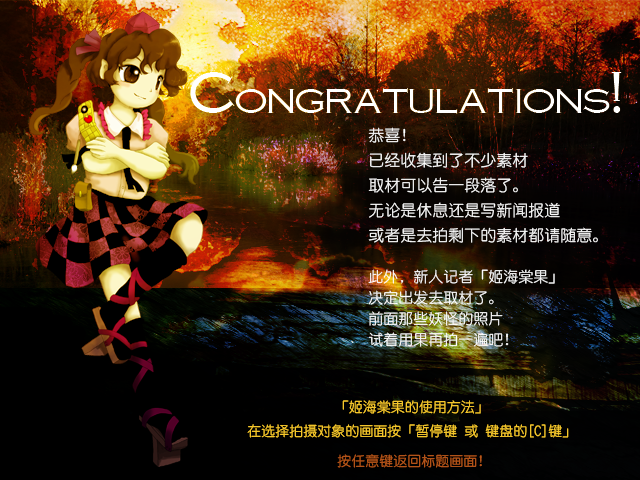 CONGRATULATIONS!
恭喜！
已经收集到了不少素材
取材可以告一段落了。
无论是休息还是写新闻报道
或者是去拍剩下的素材都请随意。
此外，新人记者「姬海棠果」
决定出发去取材了。
前面那些妖怪的照片
试着用果再拍一遍吧！
「姬海棠果的使用方法」
在选择拍摄对象的画面按「暂停键 或 键盘的[C]键」
按任意键返回标题画面！